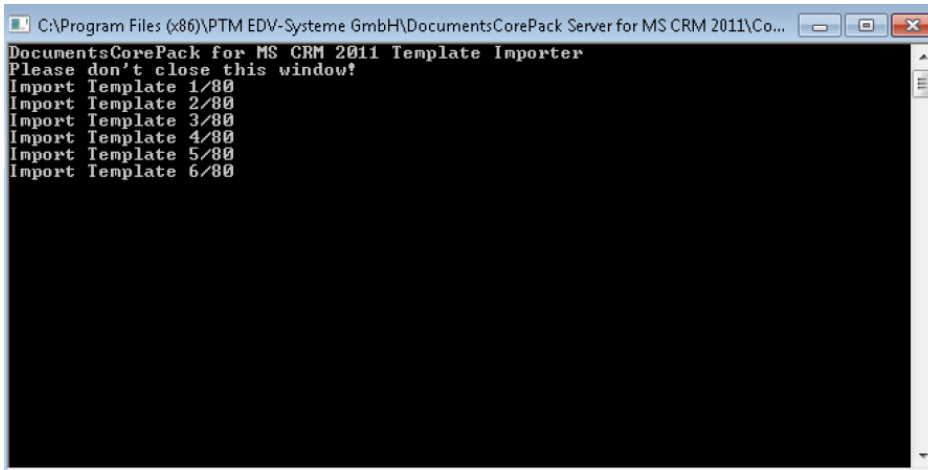 C:\Program Files (x86)\PTM EDV-Systeme GmbH\DocumentsCorePack Server for MS CRM 2011\Co...
DocumentsCorePack for MS CRM 2011 Template Importer
Please don't close this window!
Import Template 1/80
Import Template 2/80
Import Template 3/80
Import Template 4/80
Import Template 5/80
Import Template 6/80